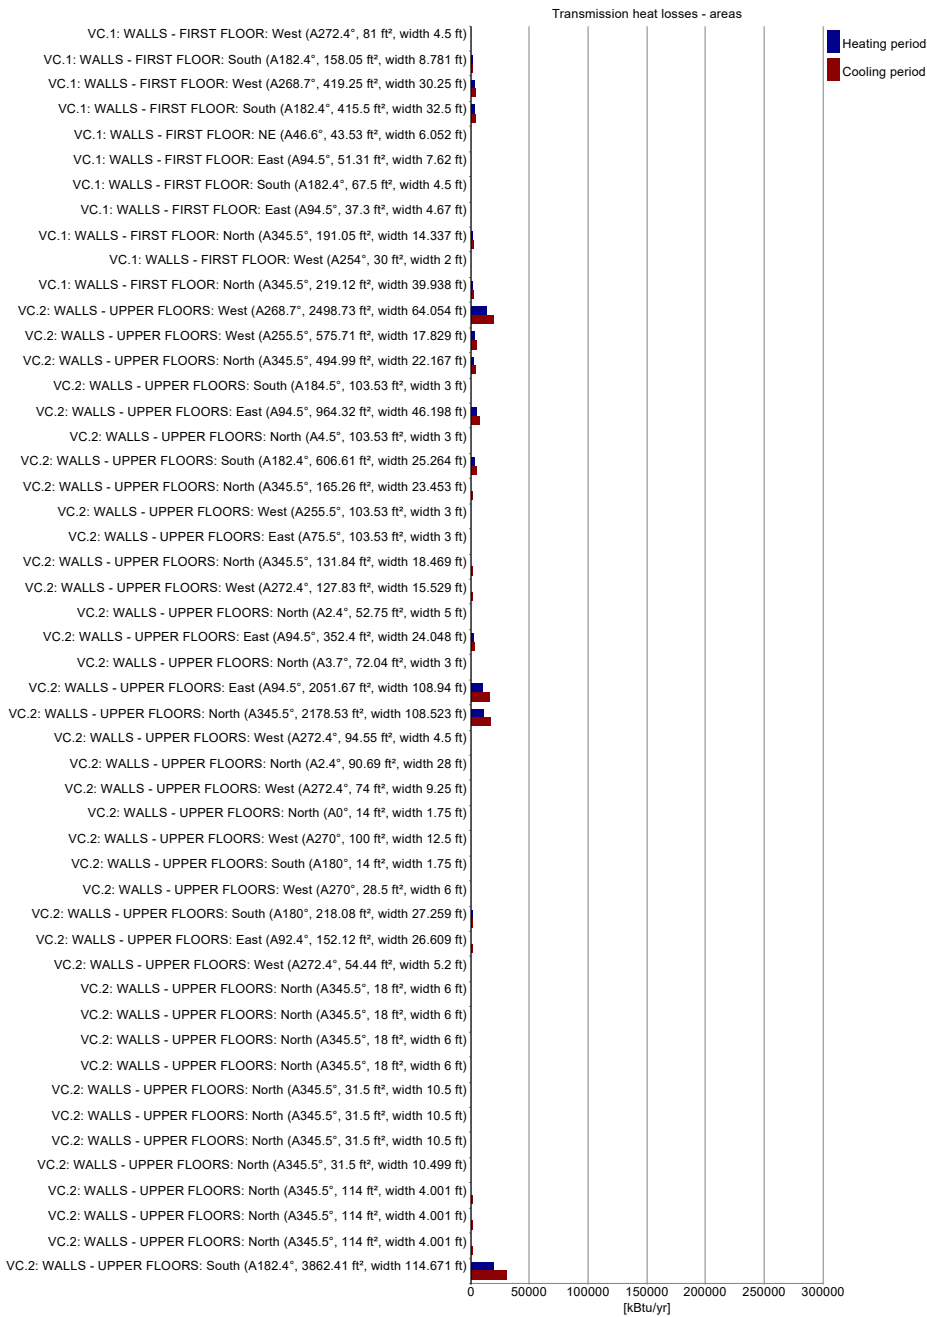 Transmission heat losses - areas
Heating period
Cooling period
VC.1: WALLS - FIRST FLOOR: West (A272.4°, 81 ft², width 4.5 ft)
VC.1: WALLS - FIRST FLOOR: South (A182.4°, 158.05 ft², width 8.781 ft)
VC.1: WALLS - FIRST FLOOR: West (A268.7°, 419.25 ft², width 30.25 ft)
VC.1: WALLS - FIRST FLOOR: South (A182.4°, 415.5 ft², width 32.5 ft)
VC.1: WALLS - FIRST FLOOR: NE (A46.6°, 43.53 ft², width 6.052 ft)
VC.1: WALLS - FIRST FLOOR: East (A94.5°, 51.31 ft², width 7.62 ft)
VC.1: WALLS - FIRST FLOOR: South (A182.4°, 67.5 ft², width 4.5 ft)
VC.1: WALLS - FIRST FLOOR: East (A94.5°, 37.3 ft², width 4.67 ft)
VC.1: WALLS - FIRST FLOOR: North (A345.5°, 191.05 ft², width 14.337 ft)
VC.1: WALLS - FIRST FLOOR: West (A254°, 30 ft², width 2 ft)
VC.1: WALLS - FIRST FLOOR: North (A345.5°, 219.12 ft², width 39.938 ft)
VC.2: WALLS - UPPER FLOORS: West (A268.7°, 2498.73 ft², width 64.054 ft)
VC.2: WALLS - UPPER FLOORS: West (A255.5°, 575.71 ft², width 17.829 ft)
VC.2: WALLS - UPPER FLOORS: North (A345.5°, 494.99 ft², width 22.167 ft)
VC.2: WALLS - UPPER FLOORS: South (A184.5°, 103.53 ft², width 3 ft)
VC.2: WALLS - UPPER FLOORS: East (A94.5°, 964.32 ft², width 46.198 ft)
VC.2: WALLS - UPPER FLOORS: North (A4.5°, 103.53 ft², width 3 ft)
VC.2: WALLS - UPPER FLOORS: South (A182.4°, 606.61 ft², width 25.264 ft)
VC.2: WALLS - UPPER FLOORS: North (A345.5°, 165.26 ft², width 23.453 ft)
VC.2: WALLS - UPPER FLOORS: West (A255.5°, 103.53 ft², width 3 ft)
VC.2: WALLS - UPPER FLOORS: East (A75.5°, 103.53 ft², width 3 ft)
VC.2: WALLS - UPPER FLOORS: North (A345.5°, 131.84 ft², width 18.469 ft)
VC.2: WALLS - UPPER FLOORS: West (A272.4°, 127.83 ft², width 15.529 ft)
VC.2: WALLS - UPPER FLOORS: North (A2.4°, 52.75 ft², width 5 ft)
VC.2: WALLS - UPPER FLOORS: East (A94.5°, 352.4 ft², width 24.048 ft)
VC.2: WALLS - UPPER FLOORS: North (A3.7°, 72.04 ft², width 3 ft)
VC.2: WALLS - UPPER FLOORS: East (A94.5°, 2051.67 ft², width 108.94 ft)
VC.2: WALLS - UPPER FLOORS: North (A345.5°, 2178.53 ft², width 108.523 ft)
VC.2: WALLS - UPPER FLOORS: West (A272.4°, 94.55 ft², width 4.5 ft)
VC.2: WALLS - UPPER FLOORS: North (A2.4°, 90.69 ft², width 28 ft)
VC.2: WALLS - UPPER FLOORS: West (A272.4°, 74 ft², width 9.25 ft)
VC.2: WALLS - UPPER FLOORS: North (A0°, 14 ft², width 1.75 ft)
VC.2: WALLS - UPPER FLOORS: West (A270°, 100 ft², width 12.5 ft)
VC.2: WALLS - UPPER FLOORS: South (A180°, 14 ft², width 1.75 ft)
VC.2: WALLS - UPPER FLOORS: West (A270°, 28.5 ft², width 6 ft)
VC.2: WALLS - UPPER FLOORS: South (A180°, 218.08 ft², width 27.259 ft)
VC.2: WALLS - UPPER FLOORS: East (A92.4°, 152.12 ft², width 26.609 ft)
VC.2: WALLS - UPPER FLOORS: West (A272.4°, 54.44 ft², width 5.2 ft)
VC.2: WALLS - UPPER FLOORS: North (A345.5°, 18 ft², width 6 ft)
VC.2: WALLS - UPPER FLOORS: North (A345.5°, 18 ft², width 6 ft)
VC.2: WALLS - UPPER FLOORS: North (A345.5°, 18 ft², width 6 ft)
VC.2: WALLS - UPPER FLOORS: North (A345.5°, 18 ft², width 6 ft)
VC.2: WALLS - UPPER FLOORS: North (A345.5°, 31.5 ft², width 10.5 ft)
VC.2: WALLS - UPPER FLOORS: North (A345.5°, 31.5 ft², width 10.5 ft)
VC.2: WALLS - UPPER FLOORS: North (A345.5°, 31.5 ft², width 10.5 ft)
VC.2: WALLS - UPPER FLOORS: North (A345.5°, 31.5 ft², width 10.499 ft)
VC.2: WALLS - UPPER FLOORS: North (A345.5°, 114 ft², width 4.001 ft)
VC.2: WALLS - UPPER FLOORS: North (A345.5°, 114 ft², width 4.001 ft)
VC.2: WALLS - UPPER FLOORS: North (A345.5°, 114 ft², width 4.001 ft)
VC.2: WALLS - UPPER FLOORS: South (A182.4°, 3862.41 ft², width 114.671 ft)
0 50000 100000 150000 200000 250000 300000
[kBtu/yr]